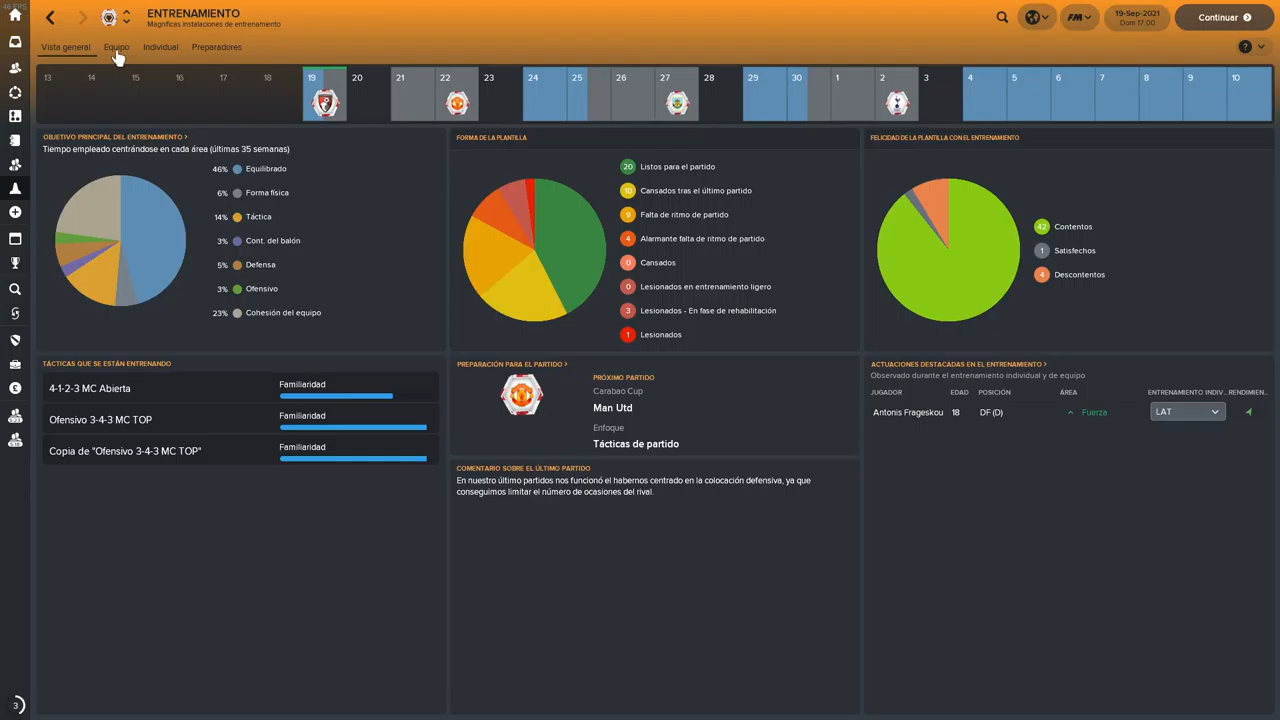 ENTRENAMIENTO
Magníficas instalaciones de entrenamiento
FM
19-Sep-2021
Dom 17:00
Continuar
Vista general Equipo Individual Preparadores
?
13 14 15 16 17 18 19 20 21 22 23 24 25 26 27 28 29 30 1 2 3 4 5 6 7 8 9 10
OBJETIVO PRINCIPAL DEL ENTRENAMIENTO >
Tiempo empleado centrándose en cada área (últimas 35 semanas)
46% Equilibrado
6% Forma física
14% Táctica
3% Cont. del balón
5% Defensa
3% Ofensivo
23% Cohesión del equipo
FORMA DE LA PLANTILLA
20 Listos para el partido
10 Cansados tras el último partido
9 Falta de ritmo de partido
4 Alarmante falta de ritmo de partido
0 Cansados
0 Lesionados en entrenamiento ligero
3 Lesionados - En fase de rehabilitación
1 Lesionados
FELICIDAD DE LA PLANTILLA CON EL ENTRENAMIENTO
42 Contentos
1 Satisfechos
4 Descontentos
TÁCTICAS QUE SE ESTÁN ENTRENANDO
4-1-2-3 MC Abierta Familiaridad
Ofensivo 3-4-3 MC TOP Familiaridad
Copia de "Ofensivo 3-4-3 MC TOP" Familiaridad
PREPARACIÓN PARA EL PARTIDO >
PRÓXIMO PARTIDO
Carabao Cup
Man Utd
Enfoque
Tácticas de partido
COMENTARIO SOBRE EL ÚLTIMO PARTIDO
En nuestro último partidos nos funcionó el habernos centrado en la colocación defensiva, ya que
conseguimos limitar el número de ocasiones del rival.
ACTUACIONES DESTACADAS EN EL ENTRENAMIENTO >
Observado durante el entrenamiento individual y de equipo
JUGADOR EDAD POSICIÓN ÁREA ENTRENAMIENTO INDIV... RENDIMIEN...
Antonis Frageskou 18 DF (D) Fuerza LAT
3